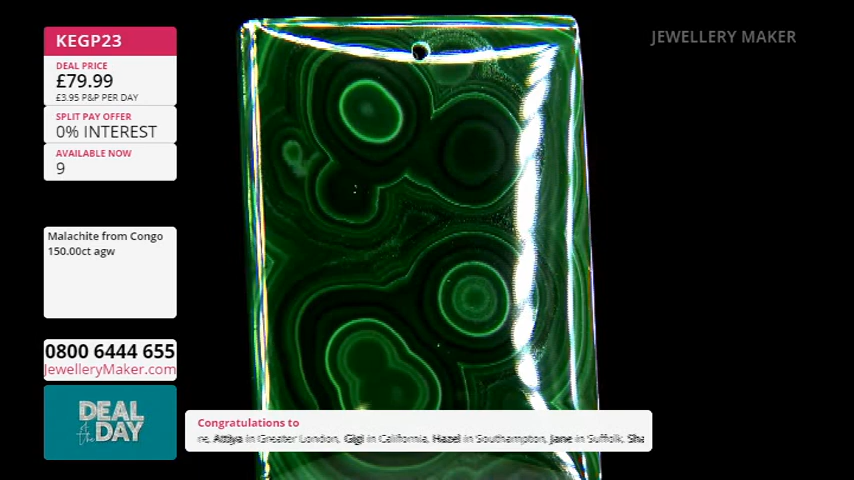 KEGP23
DEAL PRICE
£79.99
£3.95 P&P PER DAY
SPLIT PAY OFFER
0% INTEREST
AVAILABLE NOW
9
Malachite from Congo
150.00ct agw
0800 6444 655
JewelleryMaker.com
DEAL of the DAY
JEWELLERY MAKER
Congratulations to
re, Attiya in Greater London, Gigi in California, Hazel in Southampton, Jane in Suffolk, Sha